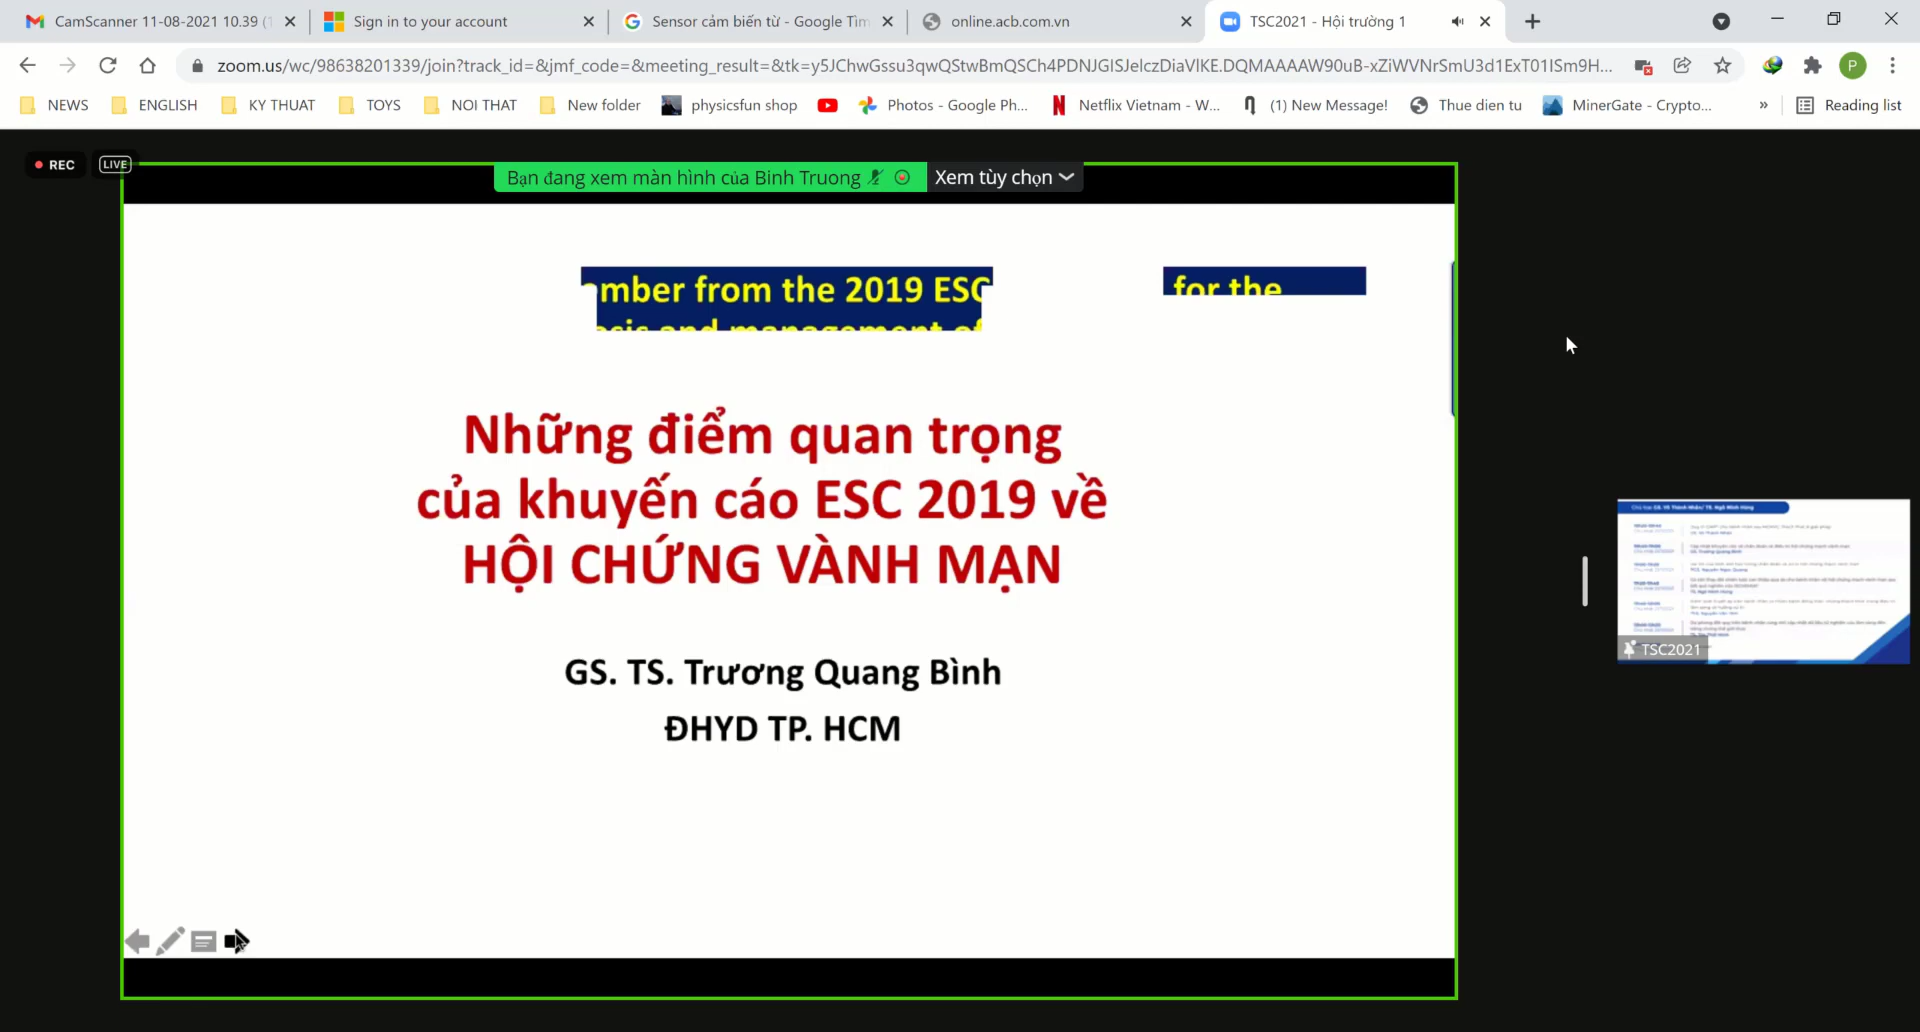 CamScanner 11-08-2021 10.39 (
Sign in to your account
Sensor cảm biến từ - Google Tìm
online.acb.com.vn
TSC2021 - Hội trường 1
zoom.us/wc/98638201339/join?track_id=&jmf_code=&meeting_result=&tk=y5JChwGssu3qwQStwBmQSCh4PDNJGISJelczDiaVlKE.DQMAAAAW90uB-xZiWVNrSmU3d1ExT01ISm9H...
P
NEWS
ENGLISH
KY THUAT
TOYS
NOI THAT
New folder
physicsfun shop
Photos - Google Ph...
Netflix Vietnam - W...
(1) New Message!
Thue dien tu
MinerGate - Crypto...
»
Reading list
REC
LIVE
Bạn đang xem màn hình của Binh Truong
Xem tùy chọn
mber from the 2019 ESC
for the
and management of
Những điểm quan trọng
của khuyến cáo ESC 2019 về
HỘI CHỨNG VÀNH MẠN
GS. TS. Trương Quang Bình
ĐHYD TP. HCM
TSC2021